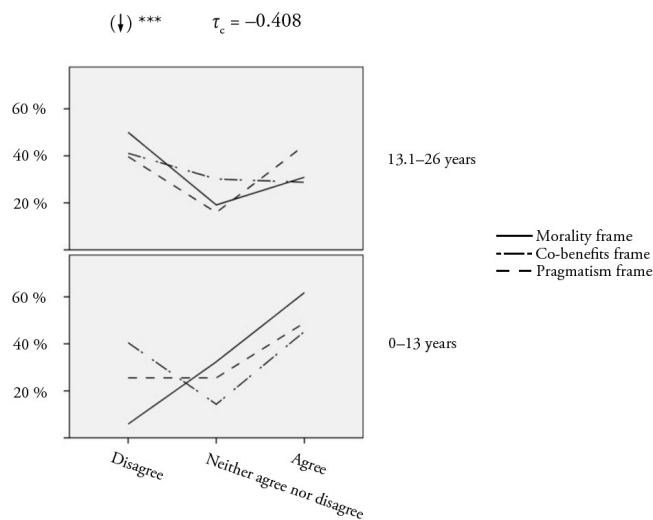 (↓) *** τc = –0.408
60 %
40 %
20 %
13.1–26 years
Morality frame
Co-benefits frame
Pragmatism frame
60 %
40 %
20 %
0–13 years
Disagree
Neither agree nor disagree
Agree